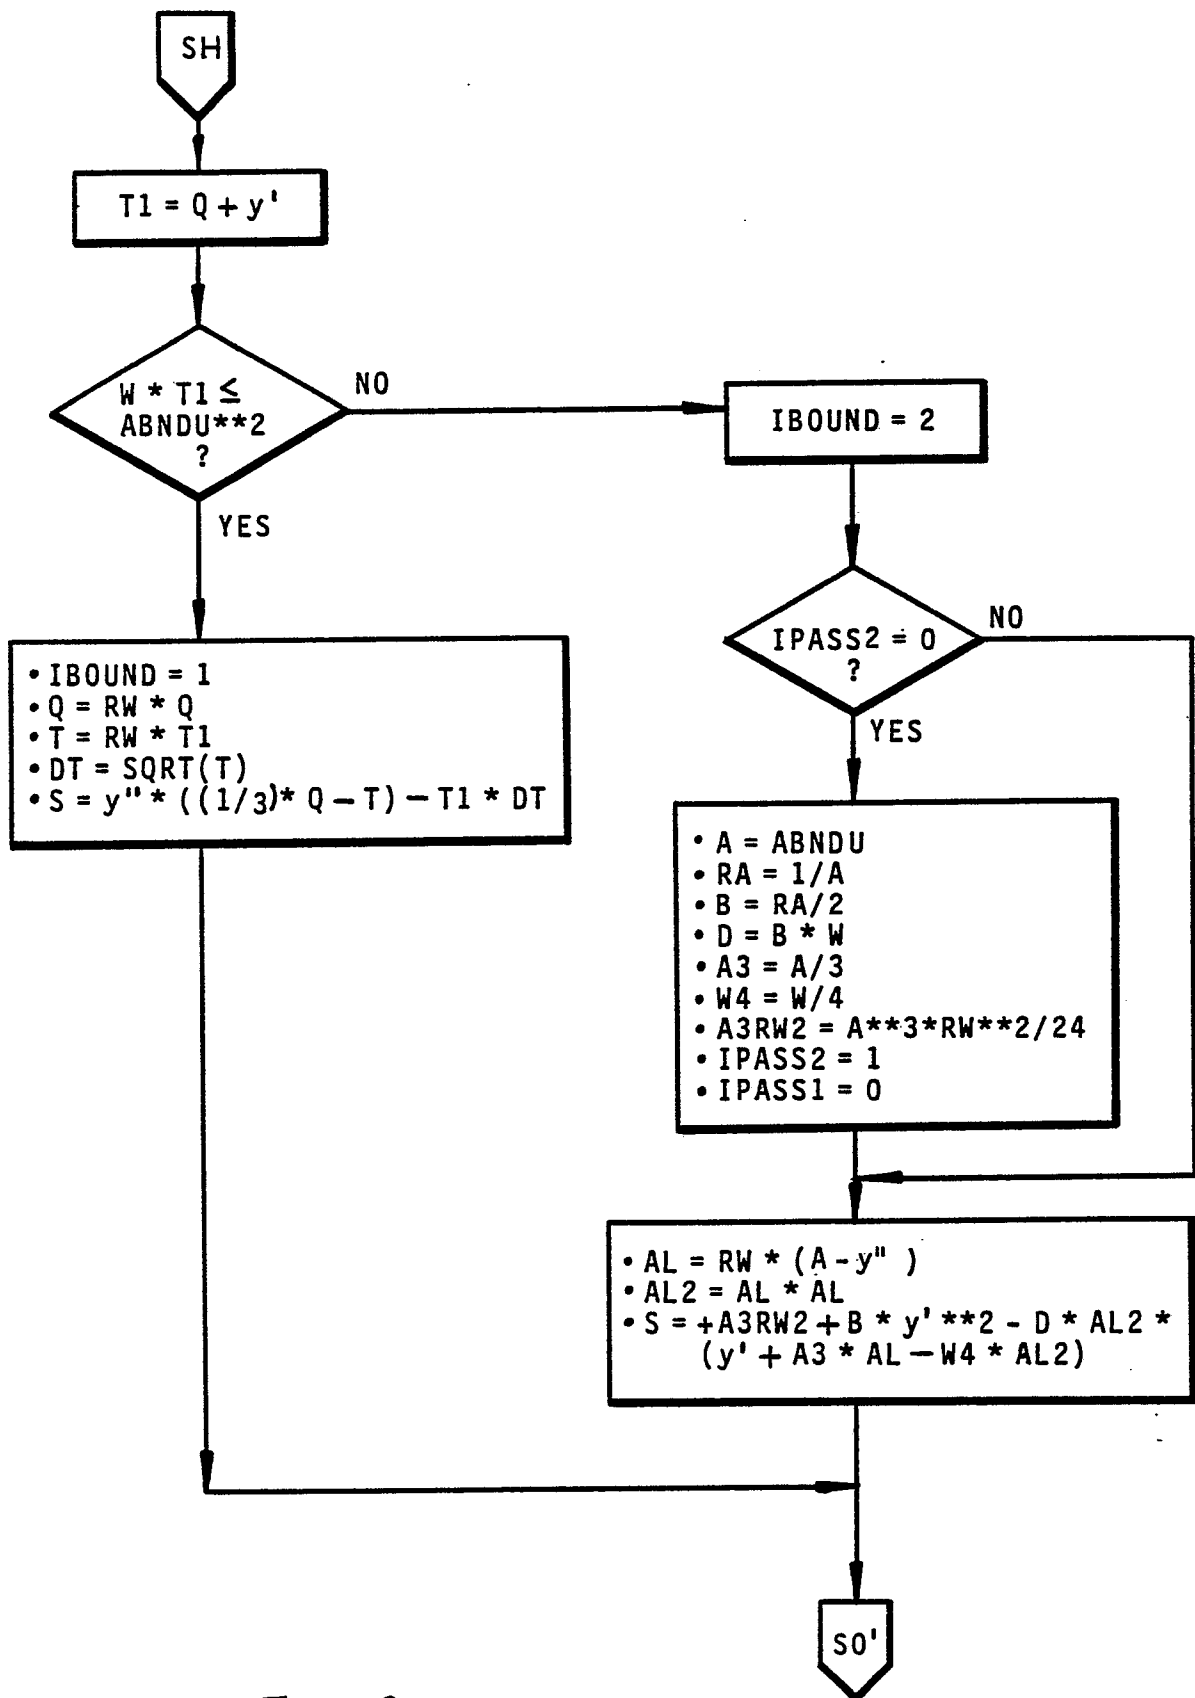 SH
T1 = Q + y'
W * T1 ≤
ABNDU**2
?
NO
YES
IBOUND = 2
IPASS2 = 0
?
NO
YES
• IBOUND = 1
• Q = RW * Q
• T = RW * T1
• DT = SQRT(T)
• S = y" * ((1/3)* Q - T) - T1 * DT
• A = ABNDU
• RA = 1/A
• B = RA/2
• D = B * W
• A3 = A/3
• W4 = W/4
• A3RW2 = A**3*RW**2/24
• IPASS2 = 1
• IPASS1 = 0
• AL = RW * (A - y" )
• AL2 = AL * AL
• S = +A3RW2 + B * y' **2 - D * AL2 *
(y' + A3 * AL - W4 * AL2)
SO'